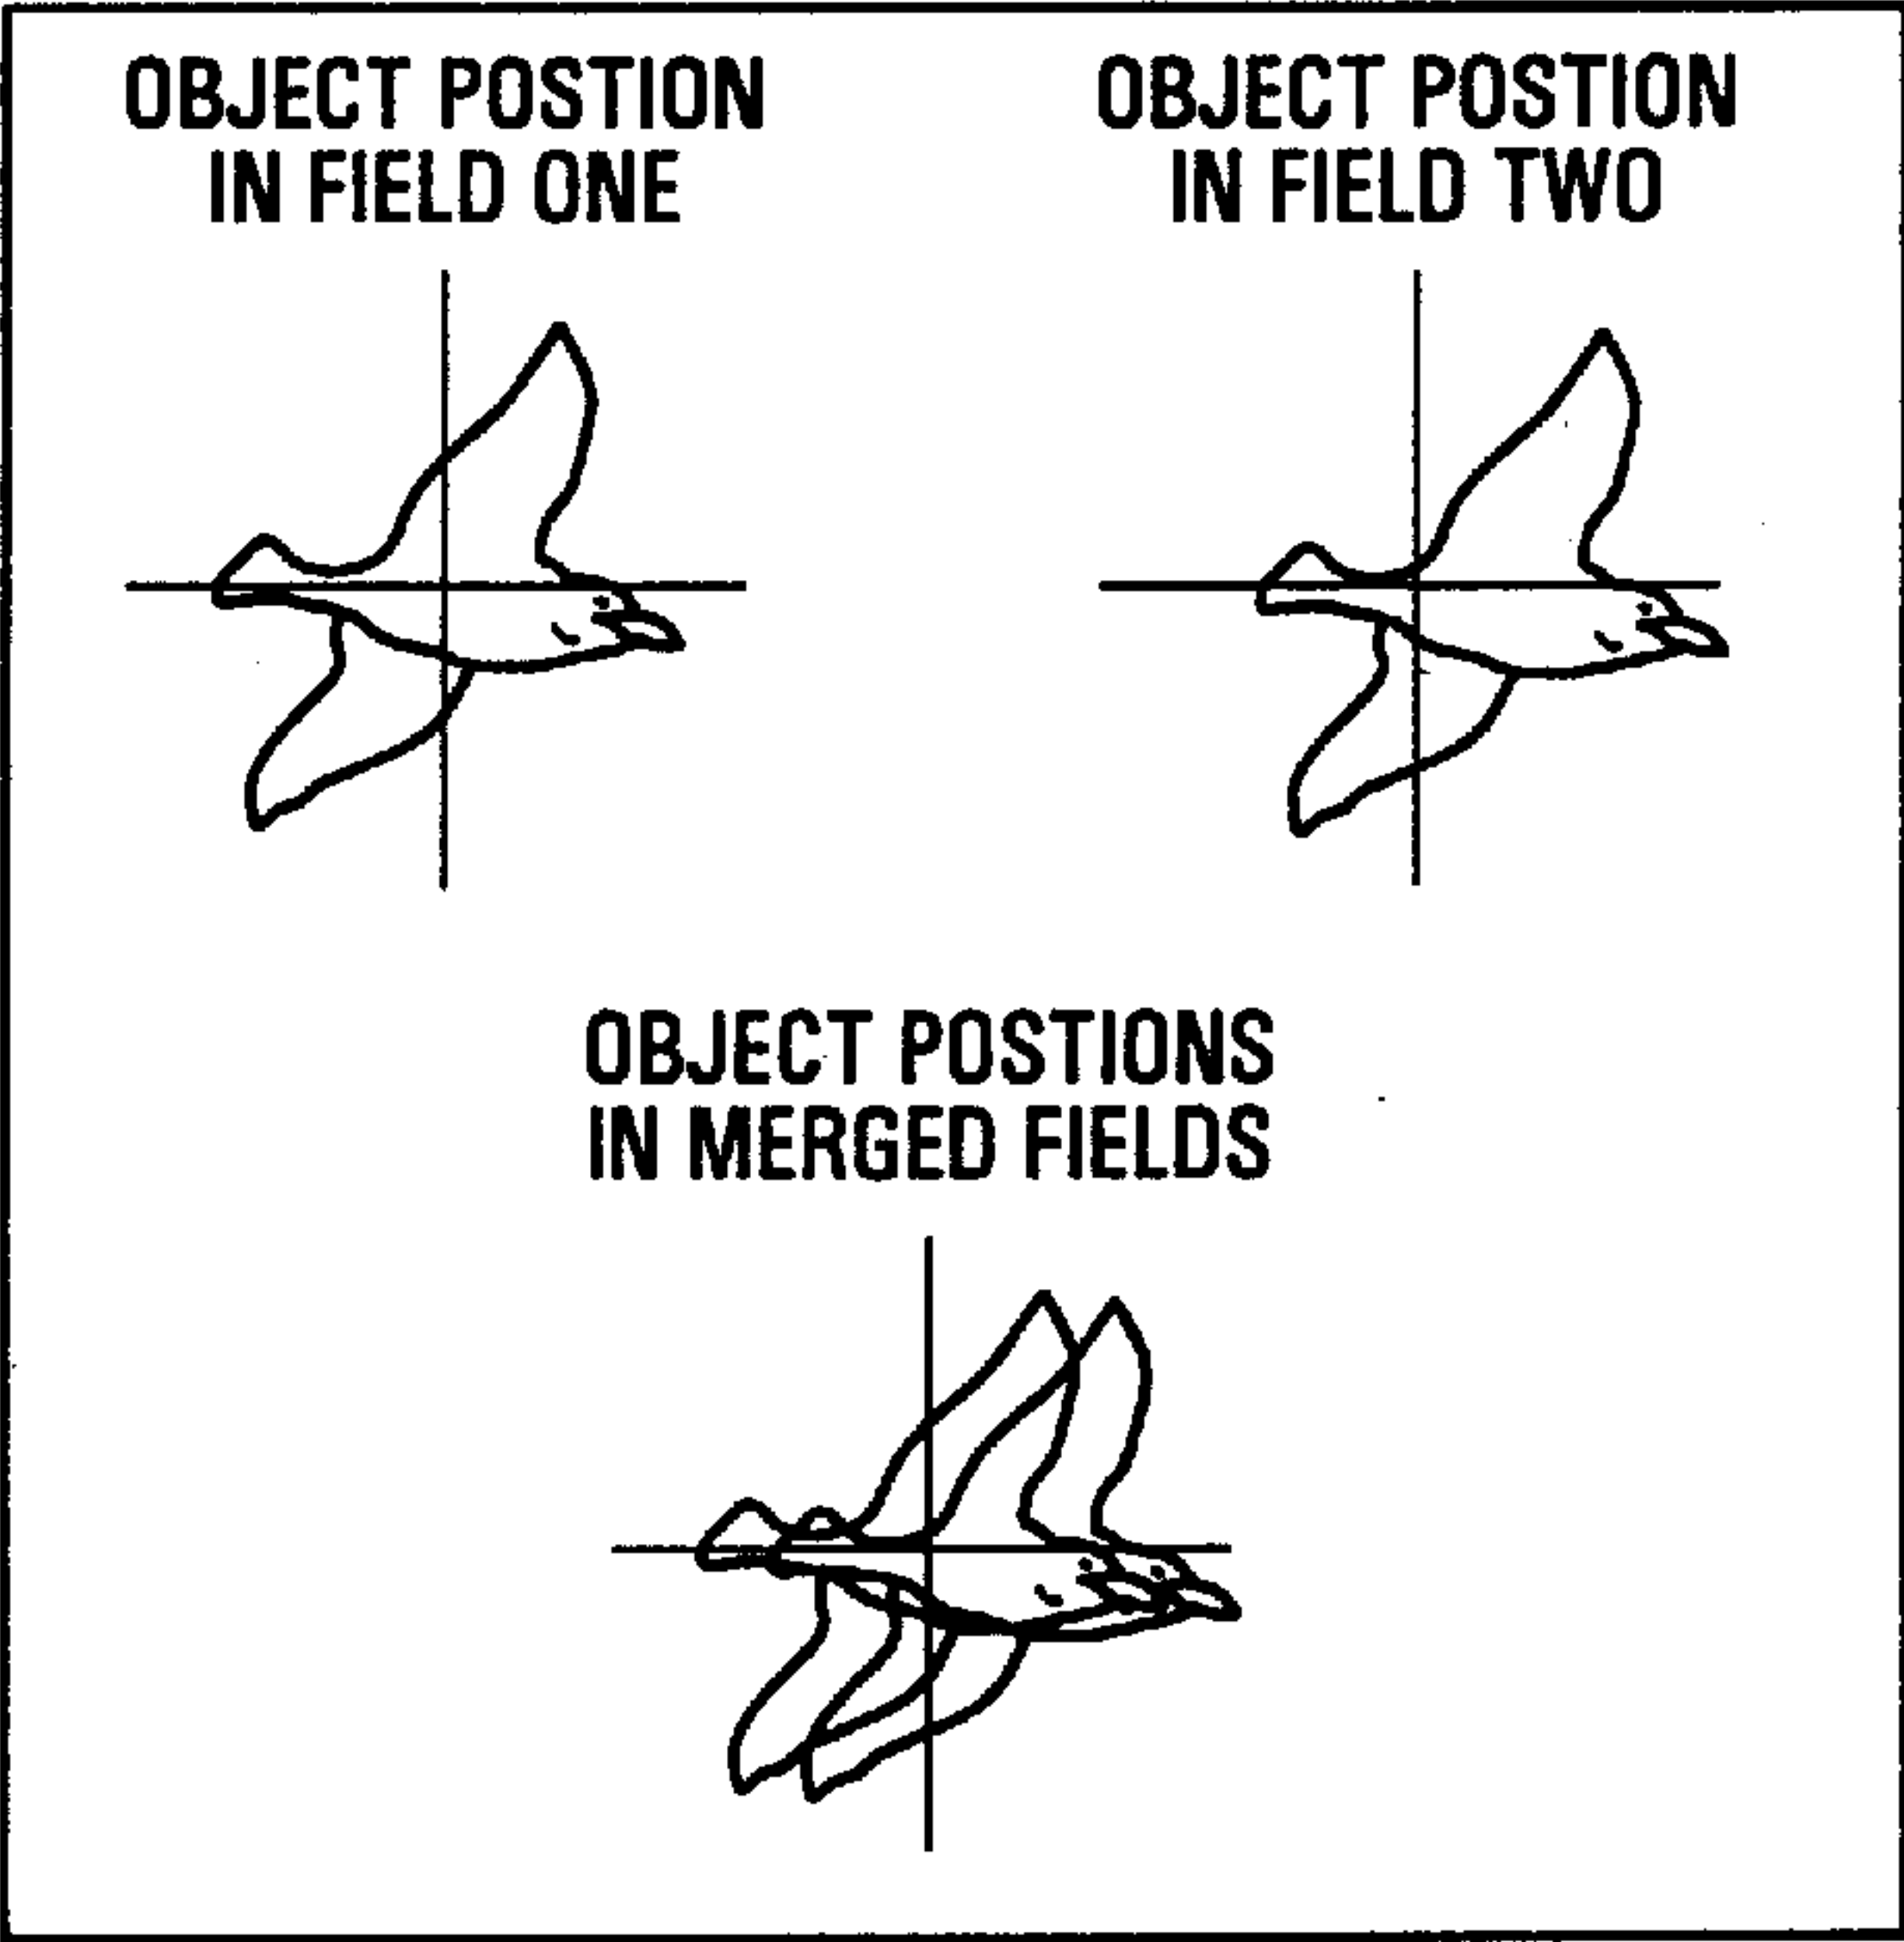 OBJECT POSTION
IN FIELD ONE
OBJECT POSTION
IN FIELD TWO
OBJECT POSTIONS
IN MERGED FIELDS